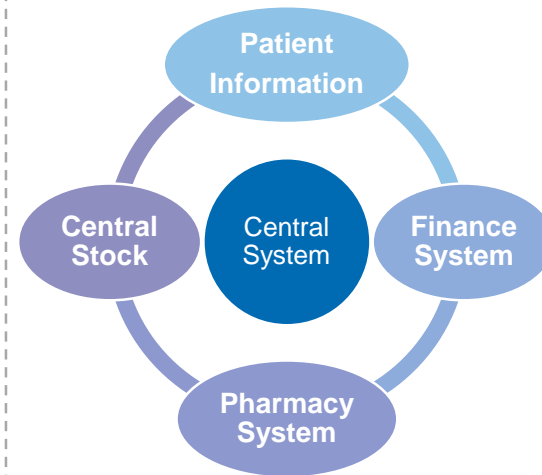 Patient
Information
Central
Stock
Central
System
Finance
System
Pharmacy
System